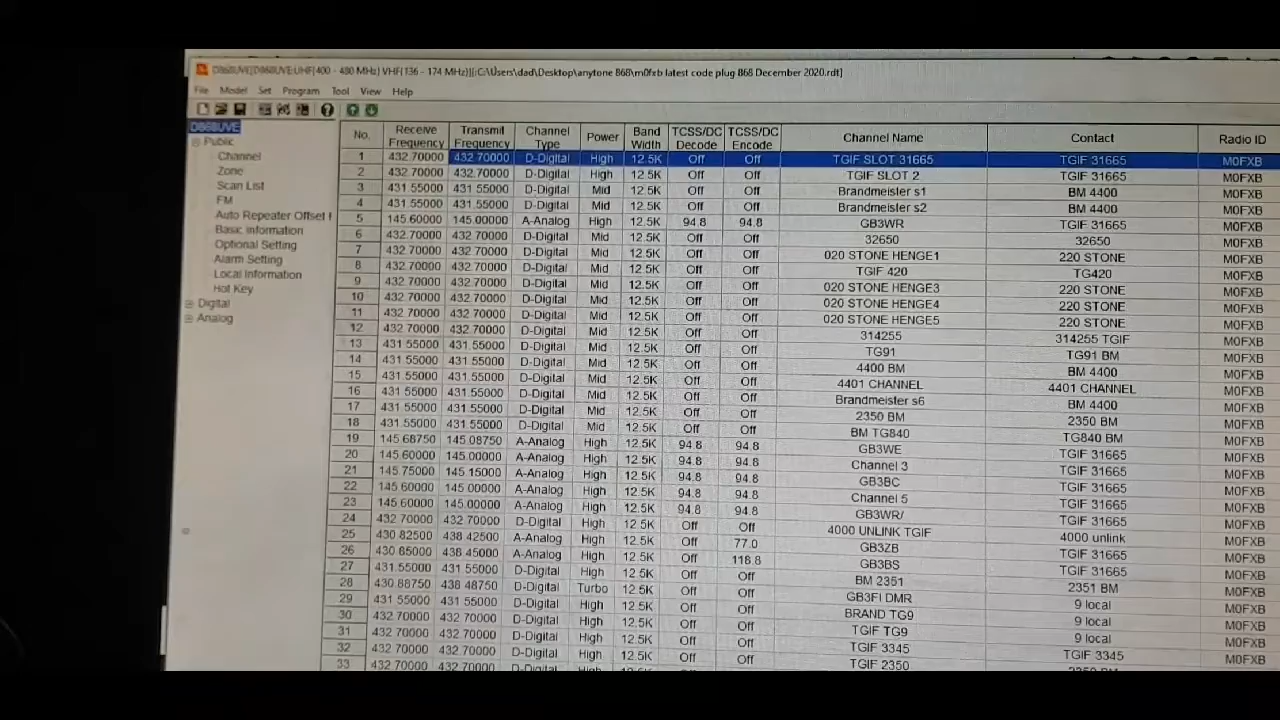 D868UVE[D868UVE:UHF(400 - 480 MHz) VHF(136 - 174 MHz)][:C:\Users\dad\Desktop\anytone 868\m0fxb latest code plug 868 December 2020.rdt]
File Model Set Program Tool View Help
D868UVE
Public
Channel
Zone
Scan List
FM
Auto Repeater Offset F
Basic information
Optional Setting
Alarm Setting
Local Information
Hot Key
Digital
Analog
No. Receive Frequency Transmit Frequency Channel Type Power Band Width TCSS/DC Decode TCSS/DC Encode Channel Name Contact Radio ID
1 432.70000 432.70000 D-Digital High 12.5K Off Off TGIF SLOT 31665 TGIF 31665 M0FXB
2 432.70000 432.70000 D-Digital High 12.5K Off Off TGIF SLOT 2 TGIF 31665 M0FXB
3 431.55000 431.55000 D-Digital Mid 12.5K Off Off Brandmeister s1 BM 4400 M0FXB
4 431.55000 431.55000 D-Digital Mid 12.5K Off Off Brandmeister s2 BM 4400 M0FXB
5 145.60000 145.00000 A-Analog High 12.5K 94.8 94.8 GB3WR TGIF 31665 M0FXB
6 432.70000 432.70000 D-Digital Mid 12.5K Off Off 32650 32650 M0FXB
7 432.70000 432.70000 D-Digital Mid 12.5K Off Off 020 STONE HENGE1 220 STONE M0FXB
8 432.70000 432.70000 D-Digital Mid 12.5K Off Off TGIF 420 TG420 M0FXB
9 432.70000 432.70000 D-Digital Mid 12.5K Off Off 020 STONE HENGE3 220 STONE M0FXB
10 432.70000 432.70000 D-Digital Mid 12.5K Off Off 020 STONE HENGE4 220 STONE M0FXB
11 432.70000 432.70000 D-Digital Mid 12.5K Off Off 020 STONE HENGE5 220 STONE M0FXB
12 432.70000 432.70000 D-Digital Mid 12.5K Off Off 314255 314255 TGIF M0FXB
13 431.55000 431.55000 D-Digital Mid 12.5K Off Off TG91 TG91 BM M0FXB
14 431.55000 431.55000 D-Digital Mid 12.5K Off Off 4400 BM BM 4400 M0FXB
15 431.55000 431.55000 D-Digital Mid 12.5K Off Off 4401 CHANNEL 4401 CHANNEL M0FXB
16 431.55000 431.55000 D-Digital Mid 12.5K Off Off Brandmeister s6 BM 4400 M0FXB
17 431.55000 431.55000 D-Digital Mid 12.5K Off Off 2350 BM 2350 BM M0FXB
18 431.55000 431.55000 D-Digital Mid 12.5K Off Off BM TG840 TG840 BM M0FXB
19 145.68750 145.08750 A-Analog High 12.5K 94.8 94.8 GB3WE TGIF 31665 M0FXB
20 145.60000 145.00000 A-Analog High 12.5K 94.8 94.8 Channel 3 TGIF 31665 M0FXB
21 145.75000 145.15000 A-Analog High 12.5K 94.8 94.8 GB3BC TGIF 31665 M0FXB
22 145.60000 145.00000 A-Analog High 12.5K 94.8 94.8 Channel 5 TGIF 31665 M0FXB
23 145.60000 145.00000 A-Analog High 12.5K 94.8 94.8 GB3WR/ TGIF 31665 M0FXB
24 432.70000 432.70000 D-Digital High 12.5K Off Off 4000 UNLINK TGIF 4000 unlink M0FXB
25 430.82500 438.42500 A-Analog High 12.5K Off 77.0 GB3ZB TGIF 31665 M0FXB
26 430.85000 438.45000 A-Analog High 12.5K Off 118.8 GB3BS TGIF 31665 M0FXB
27 431.55000 431.55000 D-Digital High 12.5K Off Off BM 2351 2351 BM M0FXB
28 430.88750 438.48750 D-Digital Turbo 12.5K Off Off GB3FI DMR 9 local M0FXB
29 431.55000 431.55000 D-Digital High 12.5K Off Off BRAND TG9 9 local M0FXB
30 432.70000 432.70000 D-Digital High 12.5K Off Off TGIF TG9 9 local M0FXB
31 432.70000 432.70000 D-Digital High 12.5K Off Off TGIF 3345 TGIF 3345 M0FXB
32 432.70000 432.70000 D-Digital High 12.5K Off Off TGIF 2350 M0FXB
33 432.70000 432.70000 D-Digital